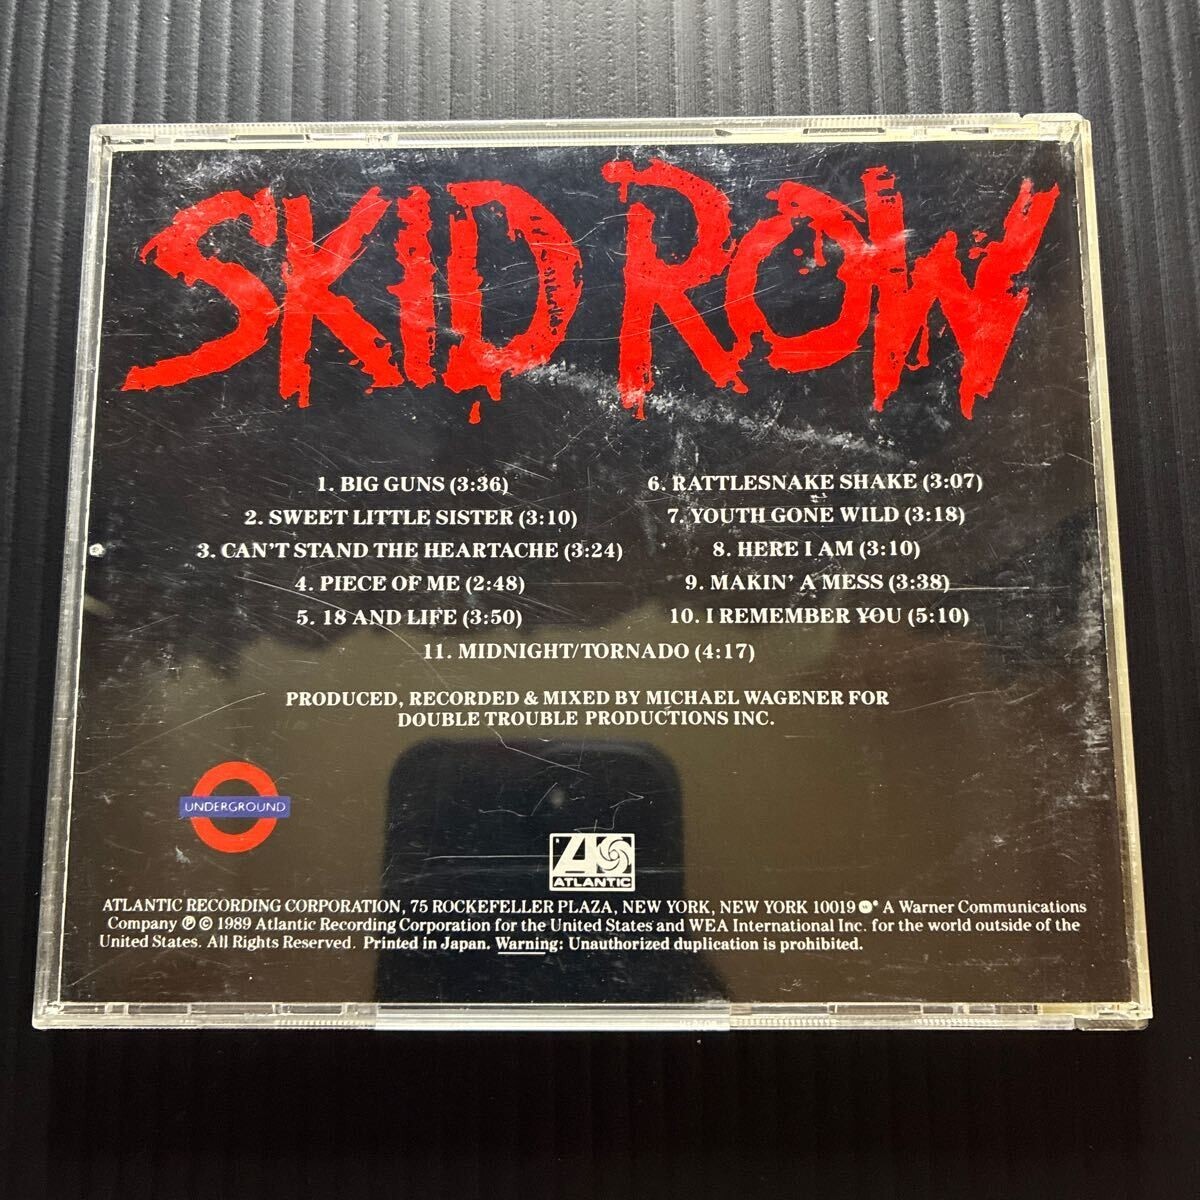 SKID ROW
1. BIG GUNS (3:36)
2. SWEET LITTLE SISTER (3:10)
3. CAN'T STAND THE HEARTACHE (3:24)
4. PIECE OF ME (2:48)
5. 18 AND LIFE (3:50)
6. RATTLESNAKE SHAKE (3:07)
7. YOUTH GONE WILD (3:18)
8. HERE I AM (3:10)
9. MAKIN' A MESS (3:38)
10. I REMEMBER YOU (5:10)
11. MIDNIGHT/TORNADO (4:17)
PRODUCED, RECORDED & MIXED BY MICHAEL WAGENER FOR
DOUBLE TROUBLE PRODUCTIONS INC.
UNDERGROUND
ATLANTIC
ATLANTIC RECORDING CORPORATION, 75 ROCKEFELLER PLAZA, NEW YORK, NEW YORK 10019 A Warner Communications
Company ℗ © 1989 Atlantic Recording Corporation for the United States and WEA International Inc. for the world outside of the
United States. All Rights Reserved. Printed in Japan. Warning: Unauthorized duplication is prohibited.